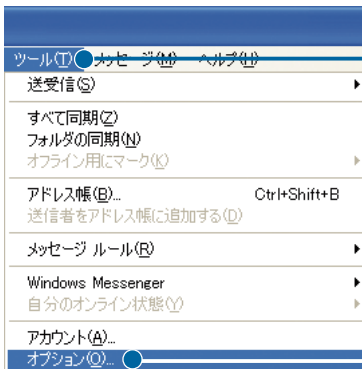 ツール(T) メッセージ(M) ヘルプ(H)
送受信(S)
すべて同期(Z)
フォルダの同期(N)
オフライン用にマーク(K)
アドレス帳(B)... Ctrl+Shift+B
送信者をアドレス帳に追加する(D)
メッセージ ルール(R)
Windows Messenger
自分のオンライン状態(Y)
アカウント(A)...
オプション(O)...